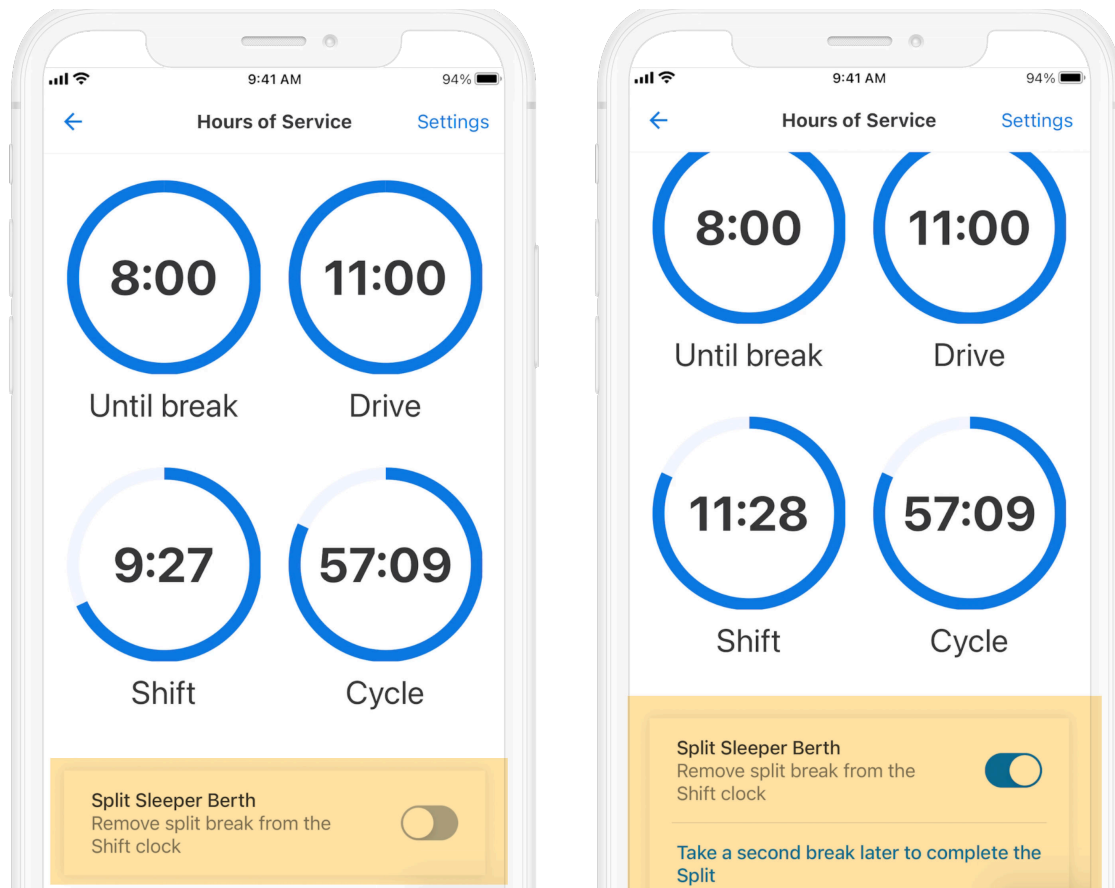 9:41 AM
94%
Hours of Service
Settings
8:00
11:00
Until break
Drive
9:27
57:09
Shift
Cycle
Split Sleeper Berth
Remove split break from the
Shift clock
9:41 AM
94%
Hours of Service
Settings
8:00
11:00
Until break
Drive
11:28
57:09
Shift
Cycle
Split Sleeper Berth
Remove split break from the
Shift clock
Take a second break later to complete the
Split